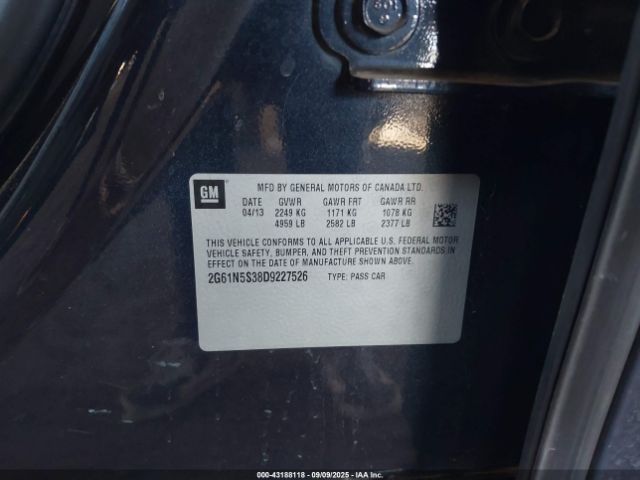 GM
MFD BY GENERAL MOTORS OF CANADA LTD.
DATE GVWR GAWR FRT GAWR RR
04/13 2249 KG 1171 KG 1078 KG
4959 LB 2582 LB 2377 LB
THIS VEHICLE CONFORMS TO ALL APPLICABLE U.S. FEDERAL MOTOR
VEHICLE SAFETY, BUMPER, AND THEFT PREVENTION STANDARDS IN
EFFECT ON THE DATE OF MANUFACTURE SHOWN ABOVE.
2G61N5S38D9227526 TYPE: PASS CAR
000-43188118 - 09/09/2025 - IAAI.COM